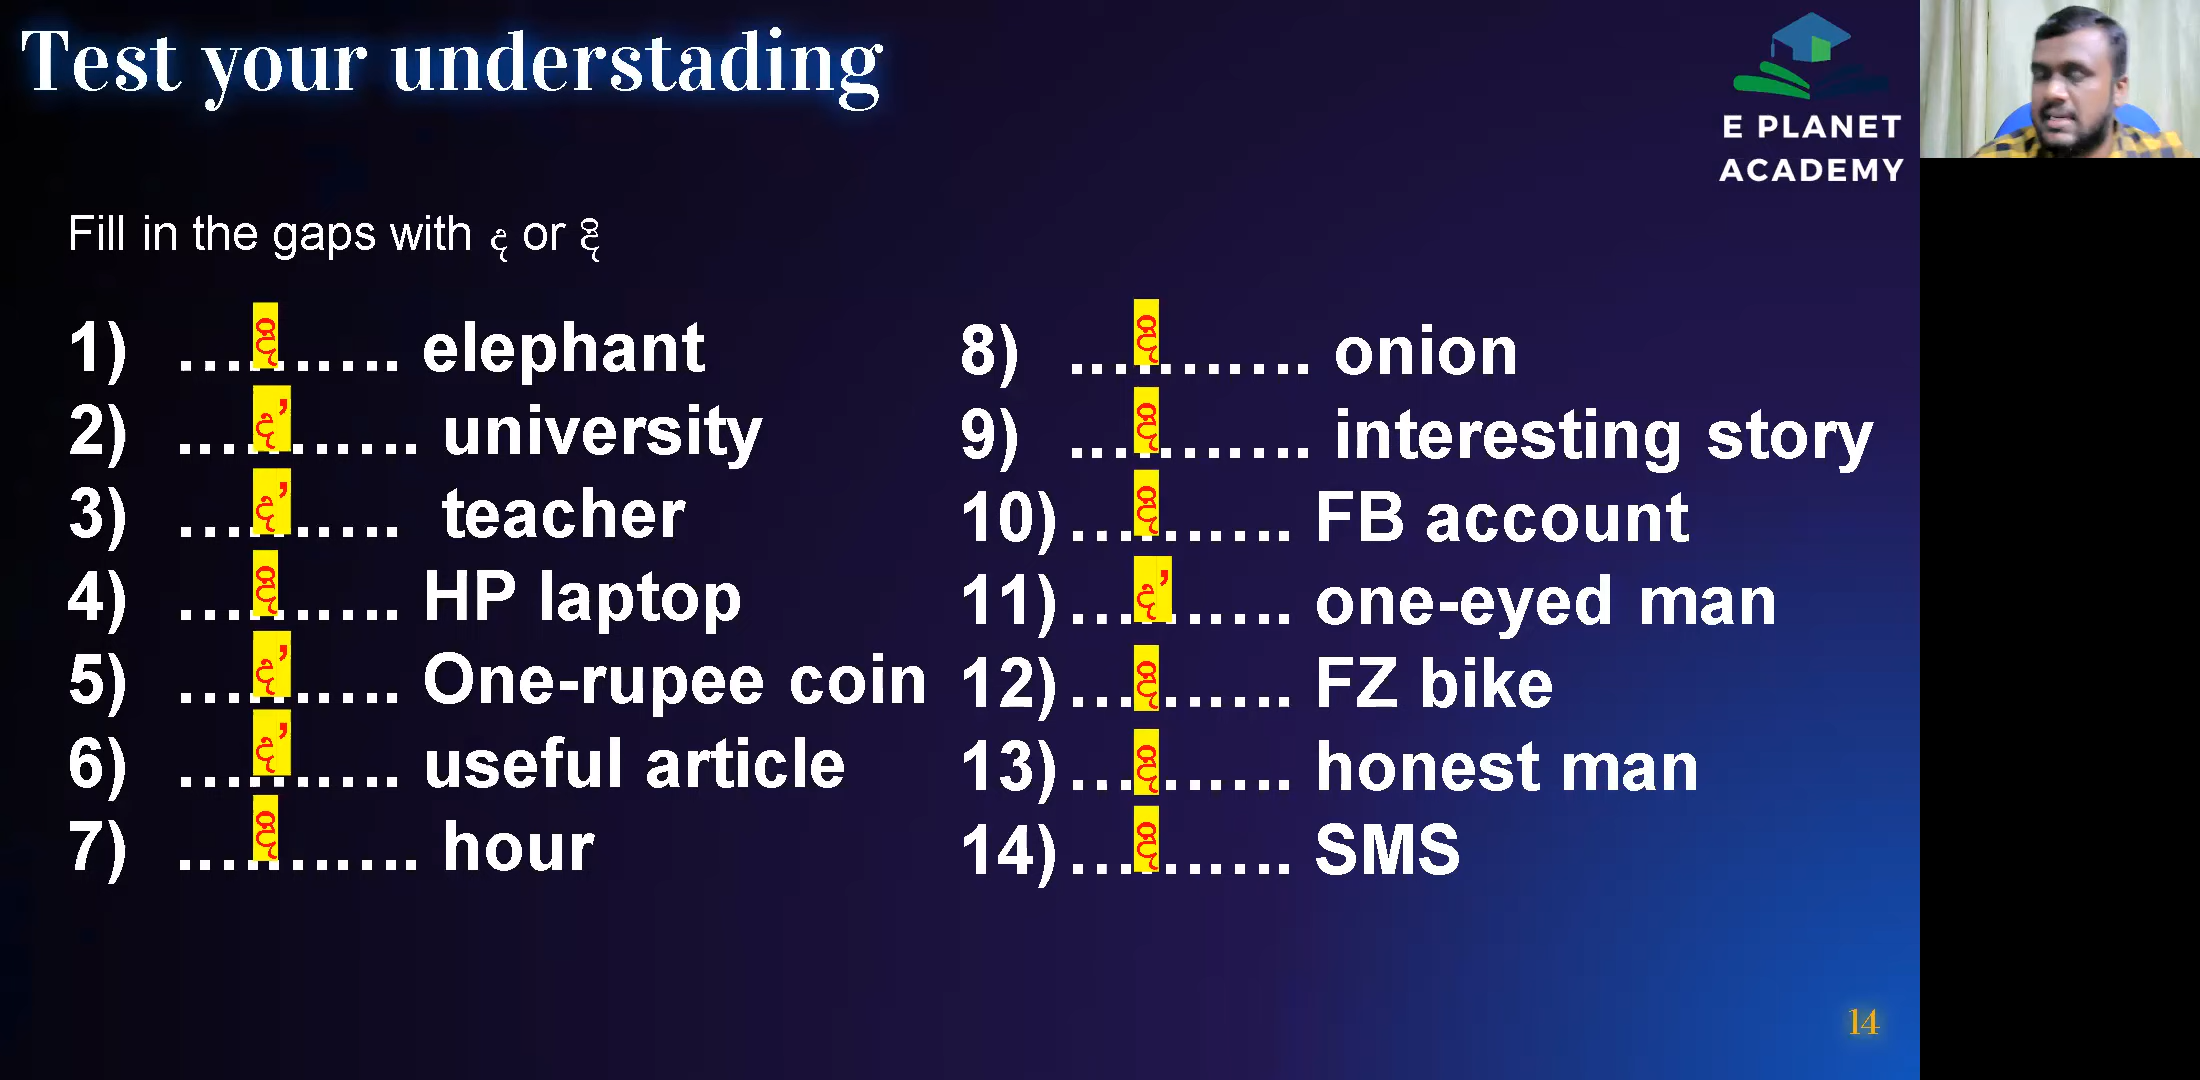 Test your understading
E PLANET
ACADEMY
Fill in the gaps with ද or දි
1) ....දි...... elephant
2) ....ද’...... university
3) ....ද’..... teacher
4) ....දි...... HP laptop
5) ....ද’..... One-rupee coin
6) ....ද’..... useful article
7) ....දි...... hour
8) ...දි....... onion
9) ...දි....... interesting story
10) ...දි...... FB account
11) ...ද’..... one-eyed man
12) ...දි...... FZ bike
13) ...දි...... honest man
14) ...දි...... SMS
14